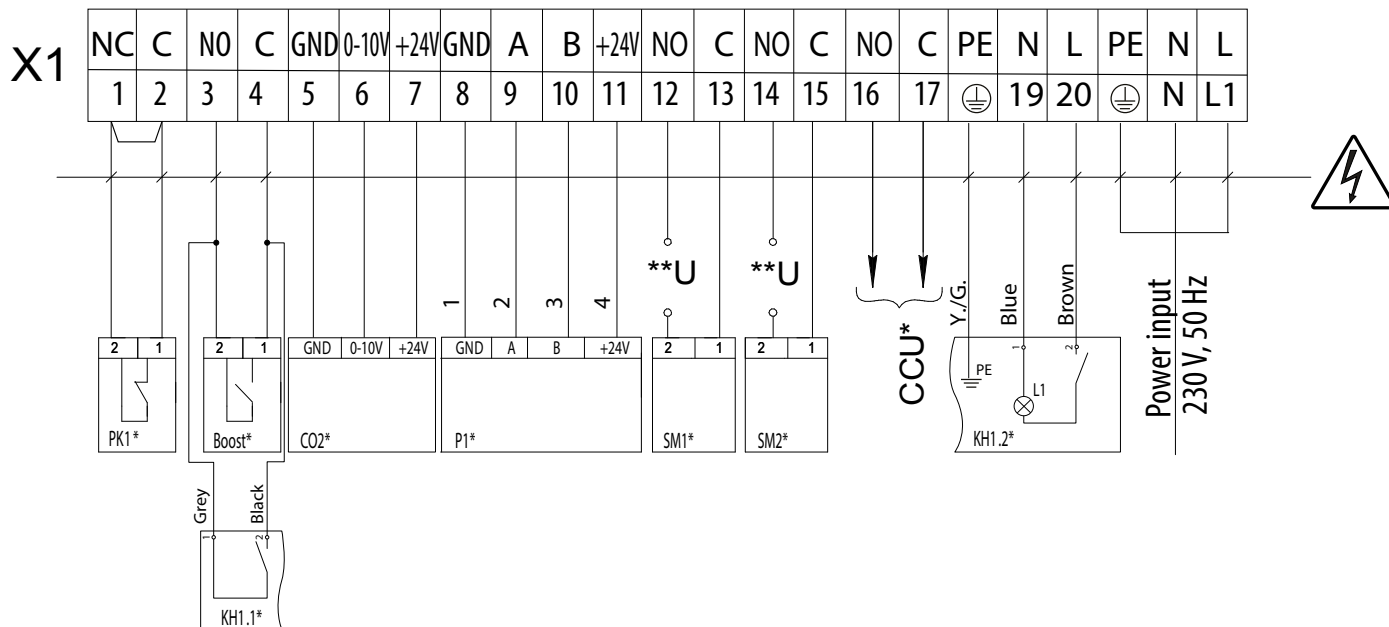 X1
NC C NO C GND 0-10V +24V GND A B +24V NO C NO C NO C PE N L PE N L
1 2 3 4 5 6 7 8 9 10 11 12 13 14 15 16 17 19 20 N L1
**U **U
1 2 3 4
Y./G. Blue Brown
CCU*
Power input
230 V, 50 Hz
2 1
PK1*
2 1
Boost*
GND 0-10V +24V
CO2*
GND A B +24V
P1*
2 1
SM1*
2 1
SM2*
1 2
PE
L1
KH1.2*
Grey Black
1 2
KH1.1*